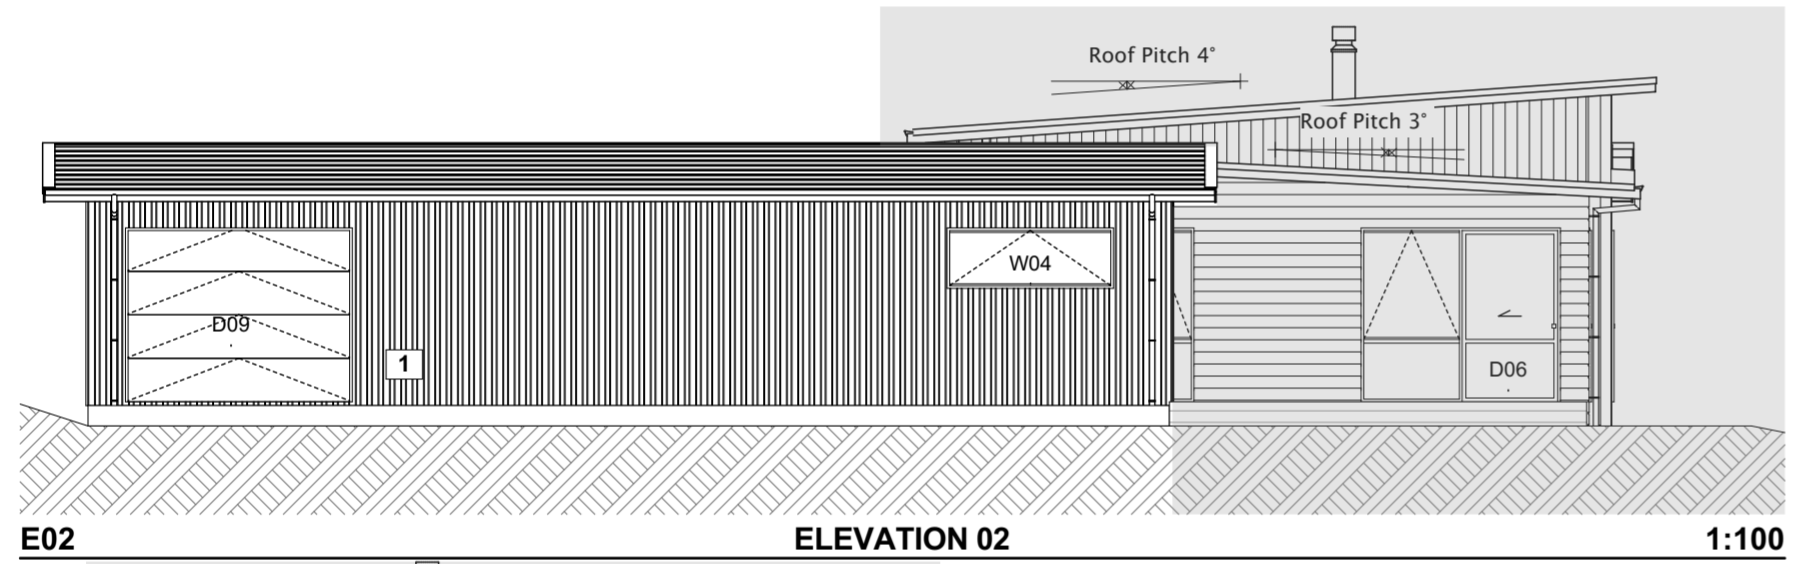 Roof Pitch 4°
Roof Pitch 3°
W04
D09
1
D06
E02
ELEVATION 02
1:100